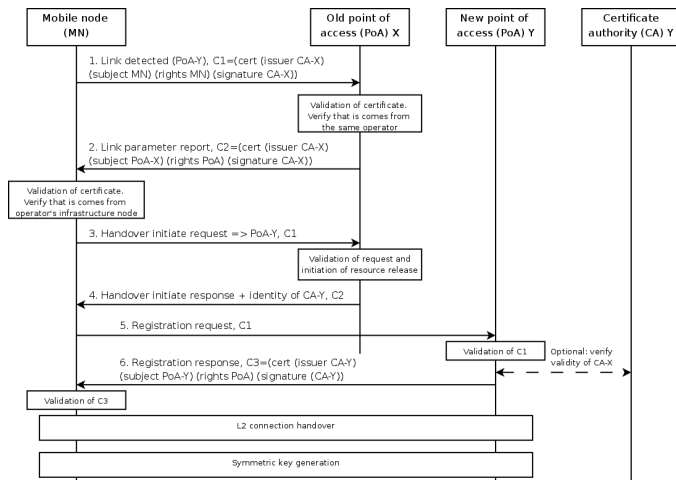 Mobile node
(MN)
Old point of
access (PoA) X
New point of
access (PoA) Y
Certificate
authority (CA) Y
1. Link detected (PoA-Y), C1=(cert (issuer CA-X)
(subject MN) (rights MN) (signature CA-X))
Validation of certificate.
Verify that is comes from
the same operator
2. Link parameter report, C2=(cert (issuer CA-X)
(subject PoA-X) (rights PoA) (signature CA-X))
Validation of certificate.
Verify that is comes from
operator's infrastructure node
3. Handover initiate request => PoA-Y, C1
Validation of request and
initiation of resource release
4. Handover initiate response + identity of CA-Y, C2
5. Registration request, C1
Validation of C1
Optional: verify
validity of CA-X
6. Registration response, C3=(cert (issuer CA-Y)
(subject PoA-Y) (rights PoA) (signature (CA-Y))
Validation of C3
L2 connection handover
Symmetric key generation